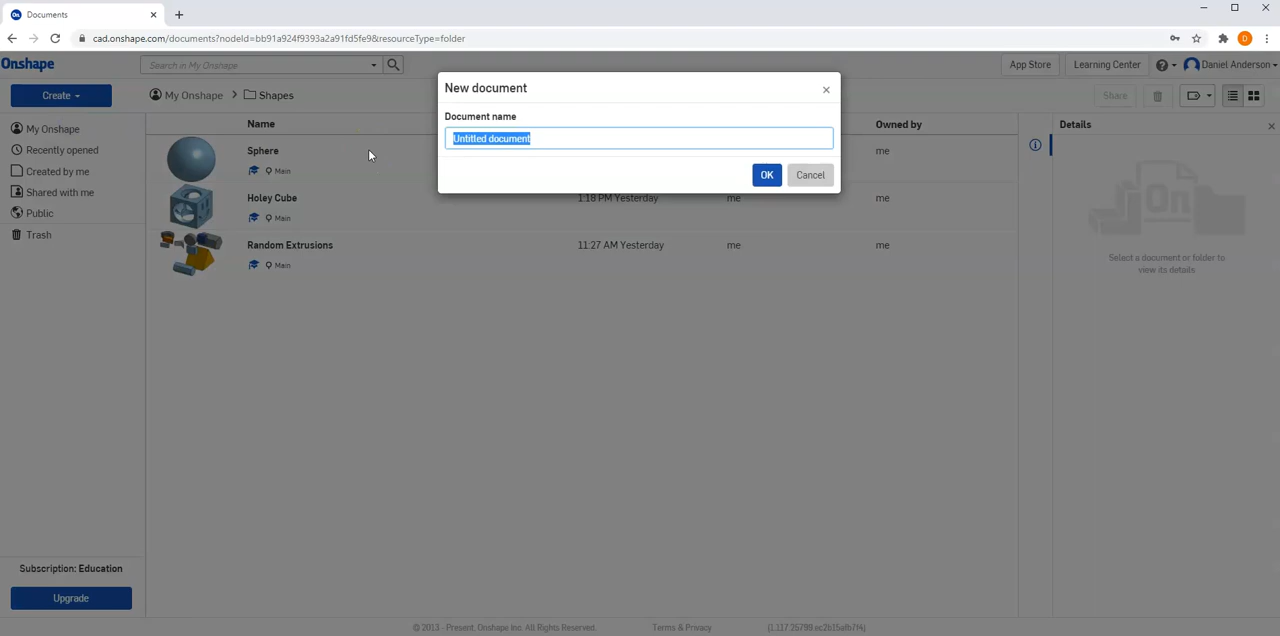 On Documents
cad.onshape.com/documents?nodeId=bb91a924f9393a2a91fd5fe9&resourceType=folder
D
Onshape
Search in My Onshape
App Store
Learning Center
Daniel Anderson
Create
My Onshape > Shapes
Share
My Onshape
Recently opened
Created by me
Shared with me
Public
Trash
Name
Owned by
Sphere
Main
me
Holey Cube
Main
1:18 PM Yesterday
me
me
Random Extrusions
Main
11:27 AM Yesterday
me
me
New document
Document name
Untitled document
OK
Cancel
Details
On
Select a document or folder to
view its details
Subscription: Education
Upgrade
© 2013 - Present, Onshape Inc. All Rights Reserved.
Terms & Privacy